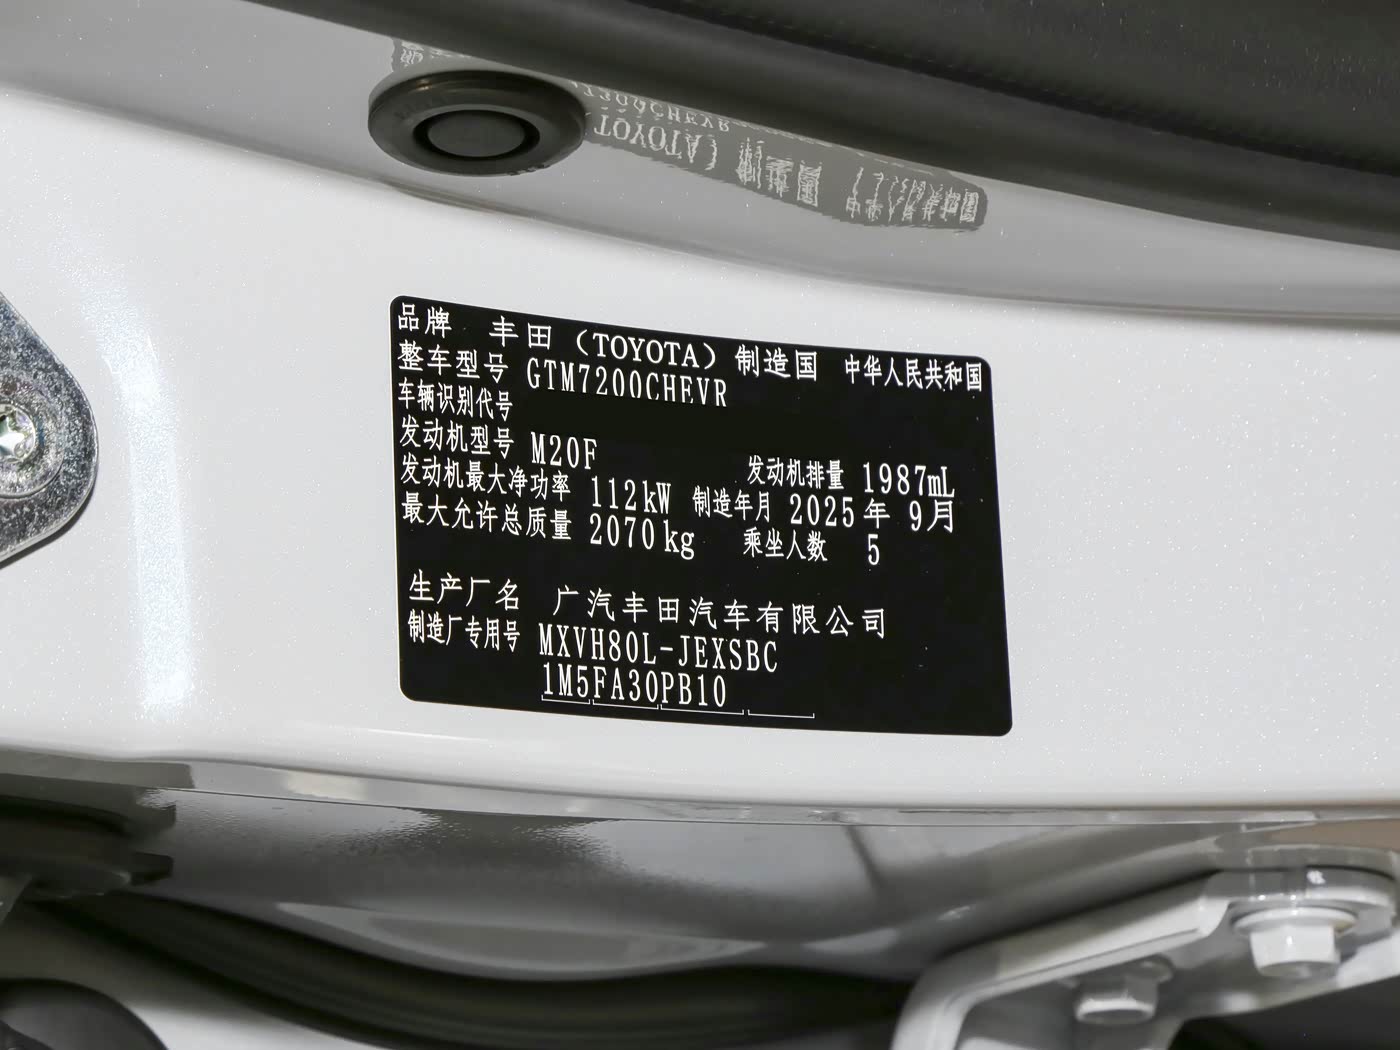 品牌 丰田（TOYOTA）制造国 中华人民共和国
整车型号 GTM7200CHEVR
车辆识别代号
发动机型号 M20F 发动机排量 1987mL
发动机最大净功率 112kW 制造年月 2025年 9月
最大允许总质量 2070kg 乘坐人数 5
生产厂名 广汽丰田汽车有限公司
制造厂专用号 MXVH80L-JEXSBC
1M5FA30PB10